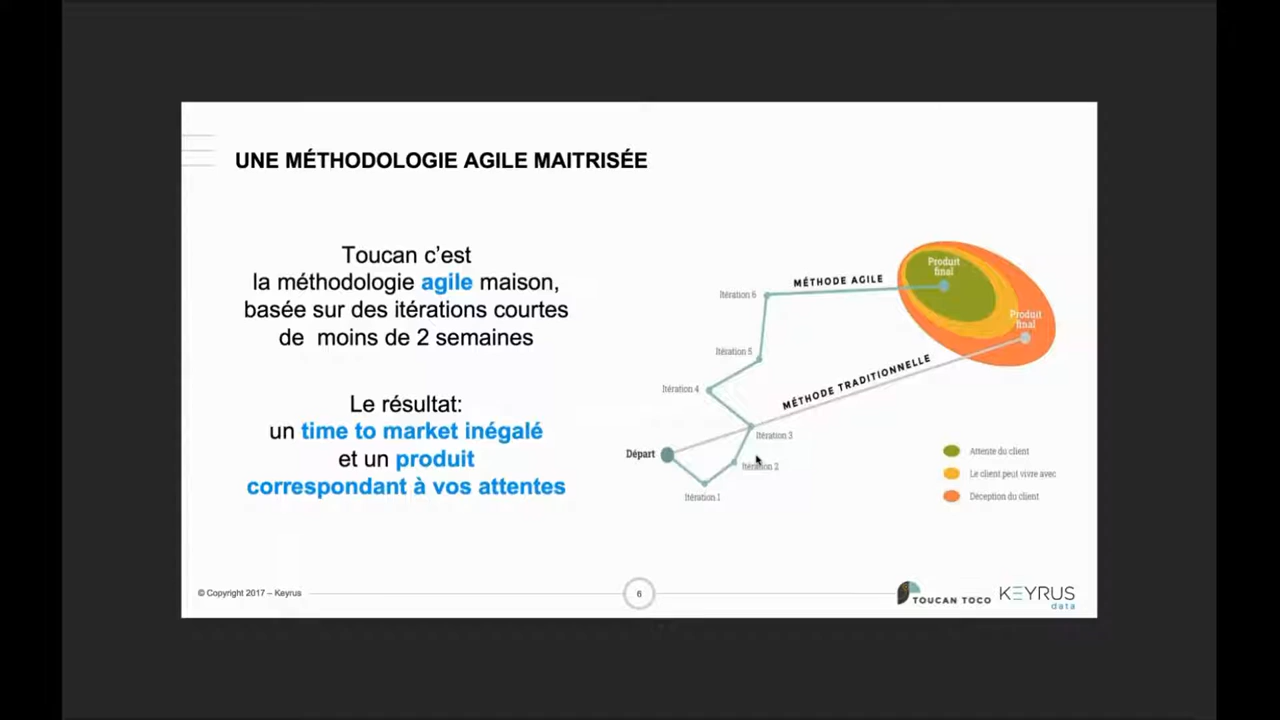 UNE MÉTHODOLOGIE AGILE MAITRISÉE
Toucan c’est
la méthodologie agile maison,
basée sur des itérations courtes
de moins de 2 semaines
Le résultat:
un time to market inégalé
et un produit
correspondant à vos attentes
Produit
final
MÉTHODE AGILE
Itération 6
Produit
final
Itération 5
MÉTHODE TRADITIONNELLE
Itération 4
Itération 3
Départ
Itération 2
Itération 1
Attente du client
Le client peut vivre avec
Déception du client
© Copyright 2017 – Keyrus
6
TOUCAN TOCO
KEYRUS
data